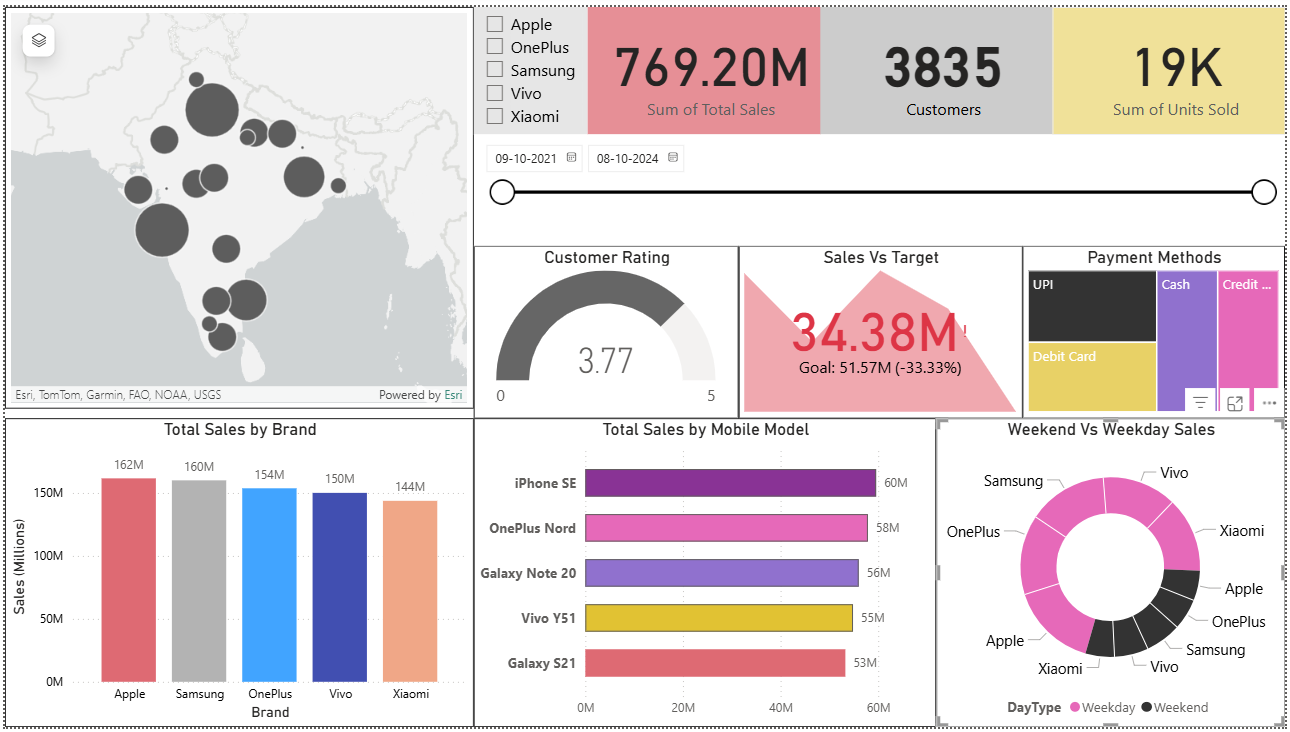 Apple
OnePlus
Samsung
Vivo
Xiaomi
769.20M
Sum of Total Sales
3835
Customers
19K
Sum of Units Sold
09-10-2021
08-10-2024
Esri, TomTom, Garmin, FAO, NOAA, USGS
Powered by Esri
Customer Rating
3.77
0
5
Sales Vs Target
34.38M!
Goal: 51.57M (-33.33%)
Payment Methods
UPI
Cash
Credit ...
Debit Card
Total Sales by Brand
Sales (Millions)
150M
100M
50M
0M
162M
160M
154M
150M
144M
Apple
Samsung
OnePlus
Vivo
Xiaomi
Brand
Total Sales by Mobile Model
iPhone SE
60M
OnePlus Nord
58M
Galaxy Note 20
56M
Vivo Y51
55M
Galaxy S21
53M
0M
20M
40M
60M
Weekend Vs Weekday Sales
Vivo
Samsung
Xiaomi
OnePlus
Apple
OnePlus
Samsung
Apple
Vivo
Xiaomi
DayType
Weekday
Weekend